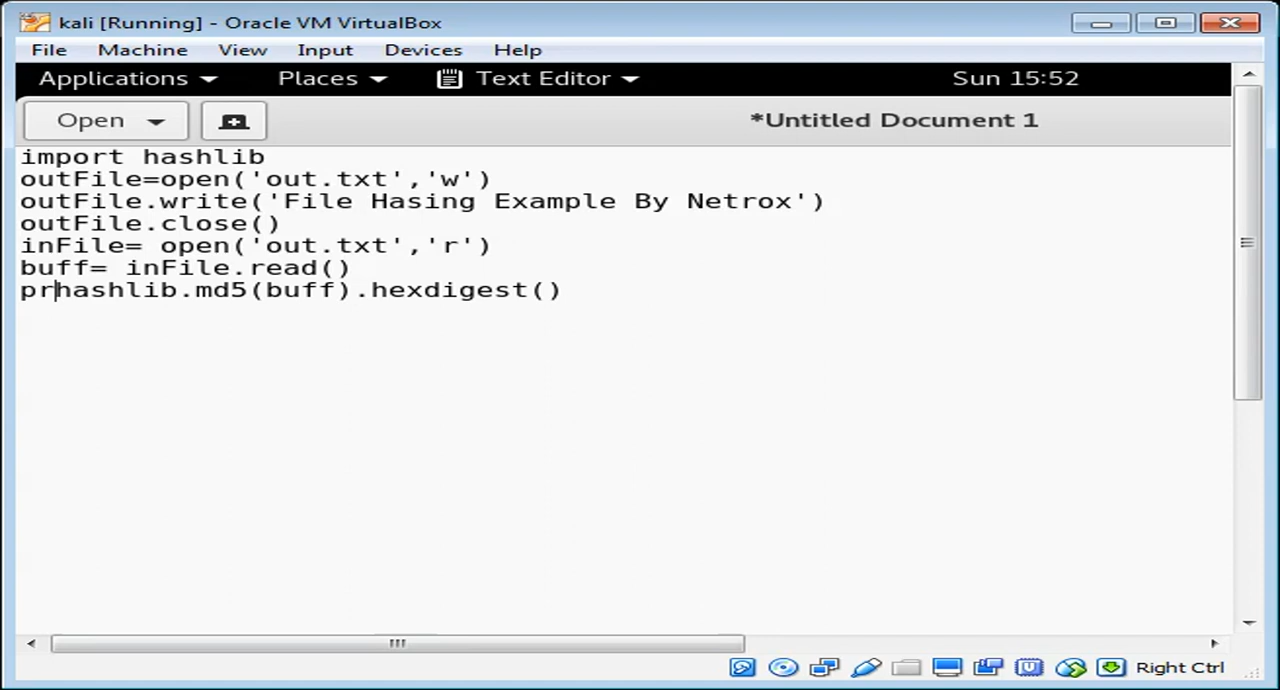 kali [Running] - Oracle VM VirtualBox
File Machine View Input Devices Help
Applications Places Text Editor Sun 15:52
Open *Untitled Document 1
import hashlib
outFile=open('out.txt','w')
outFile.write('File Hasing Example By Netrox')
outFile.close()
inFile= open('out.txt','r')
buff= inFile.read()
prhashlib.md5(buff).hexdigest()
Right Ctrl